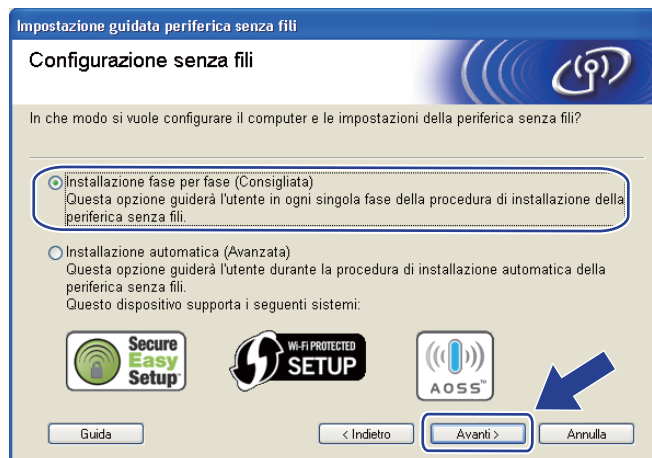 Impostazione guidata periferica senza fili
Configurazione senza fili
In che modo si vuole configurare il computer e le impostazioni della periferica senza fili?
Installazione fase per fase (Consigliata)
Questa opzione guiderà l'utente in ogni singola fase della procedura di installazione della
periferica senza fili.
Installazione automatica (Avanzata)
Questa opzione guiderà l'utente durante la procedura di installazione automatica della
periferica senza fili.
Questo dispositivo supporta i seguenti sistemi:
Secure
Easy
Setup™
Wi-Fi PROTECTED
SETUP
AOSS™
Guida
< Indietro
Avanti >
Annulla